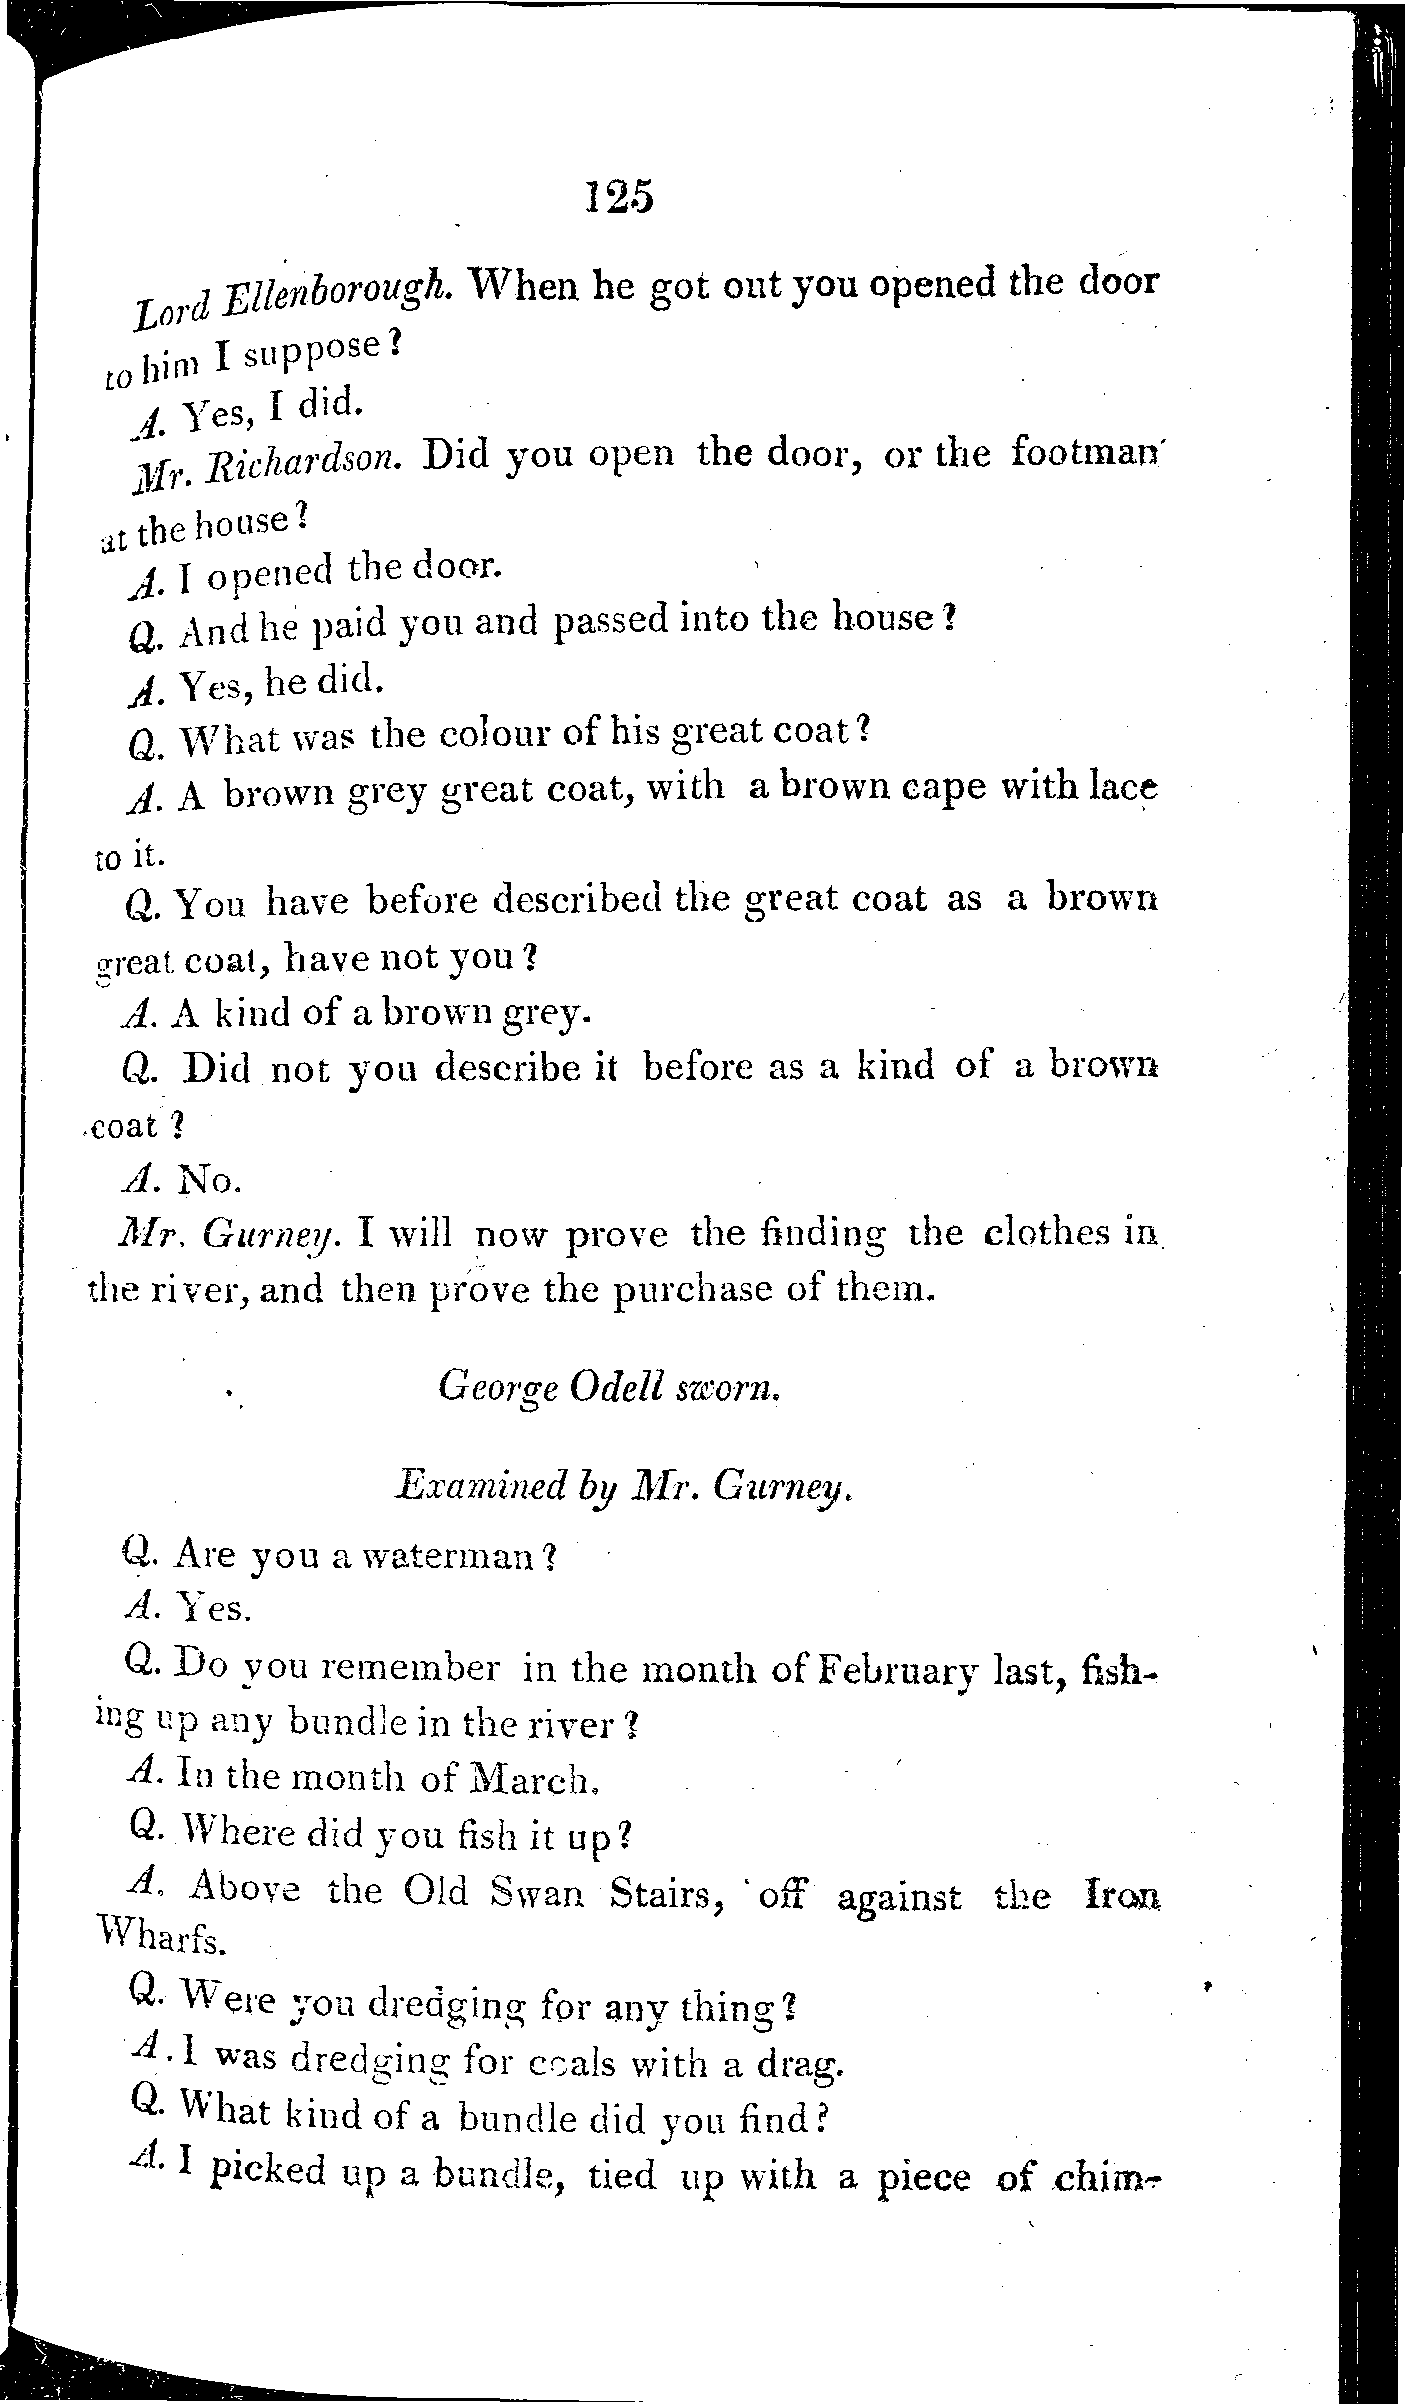 125
Lord Ellenborough. When he got out you opened the door
to him I suppose?
A. Yes, I did.
Mr. Richardson. Did you open the door, or the footman
at the house?
A. I opened the door.
Q. And he paid you and passed into the house?
A. Yes, he did.
Q. What was the colour of his great coat?
A. A brown grey great coat, with a brown cape with lace
to it.
Q. You have before described the great coat as a brown
great coat, have not you?
A. A kind of a brown grey.
Q. Did not you describe it before as a kind of a brown
coat?
A. No.
Mr. Gurney. I will now prove the finding the clothes in
the river, and then prove the purchase of them.
George Odell sworn.
Examined by Mr. Gurney.
Q. Are you a waterman?
A. Yes.
Q. Do you remember in the month of February last, fish-
ing up any bundle in the river?
A. In the month of March.
Q. Where did you fish it up?
A. Above the Old Swan Stairs, off against the Iron
Wharfs.
Q. Were you dredging for any thing?
A. I was dredging for coals with a drag.
Q. What kind of a bundle did you find?
A. I picked up a bundle, tied up with a piece of chim-